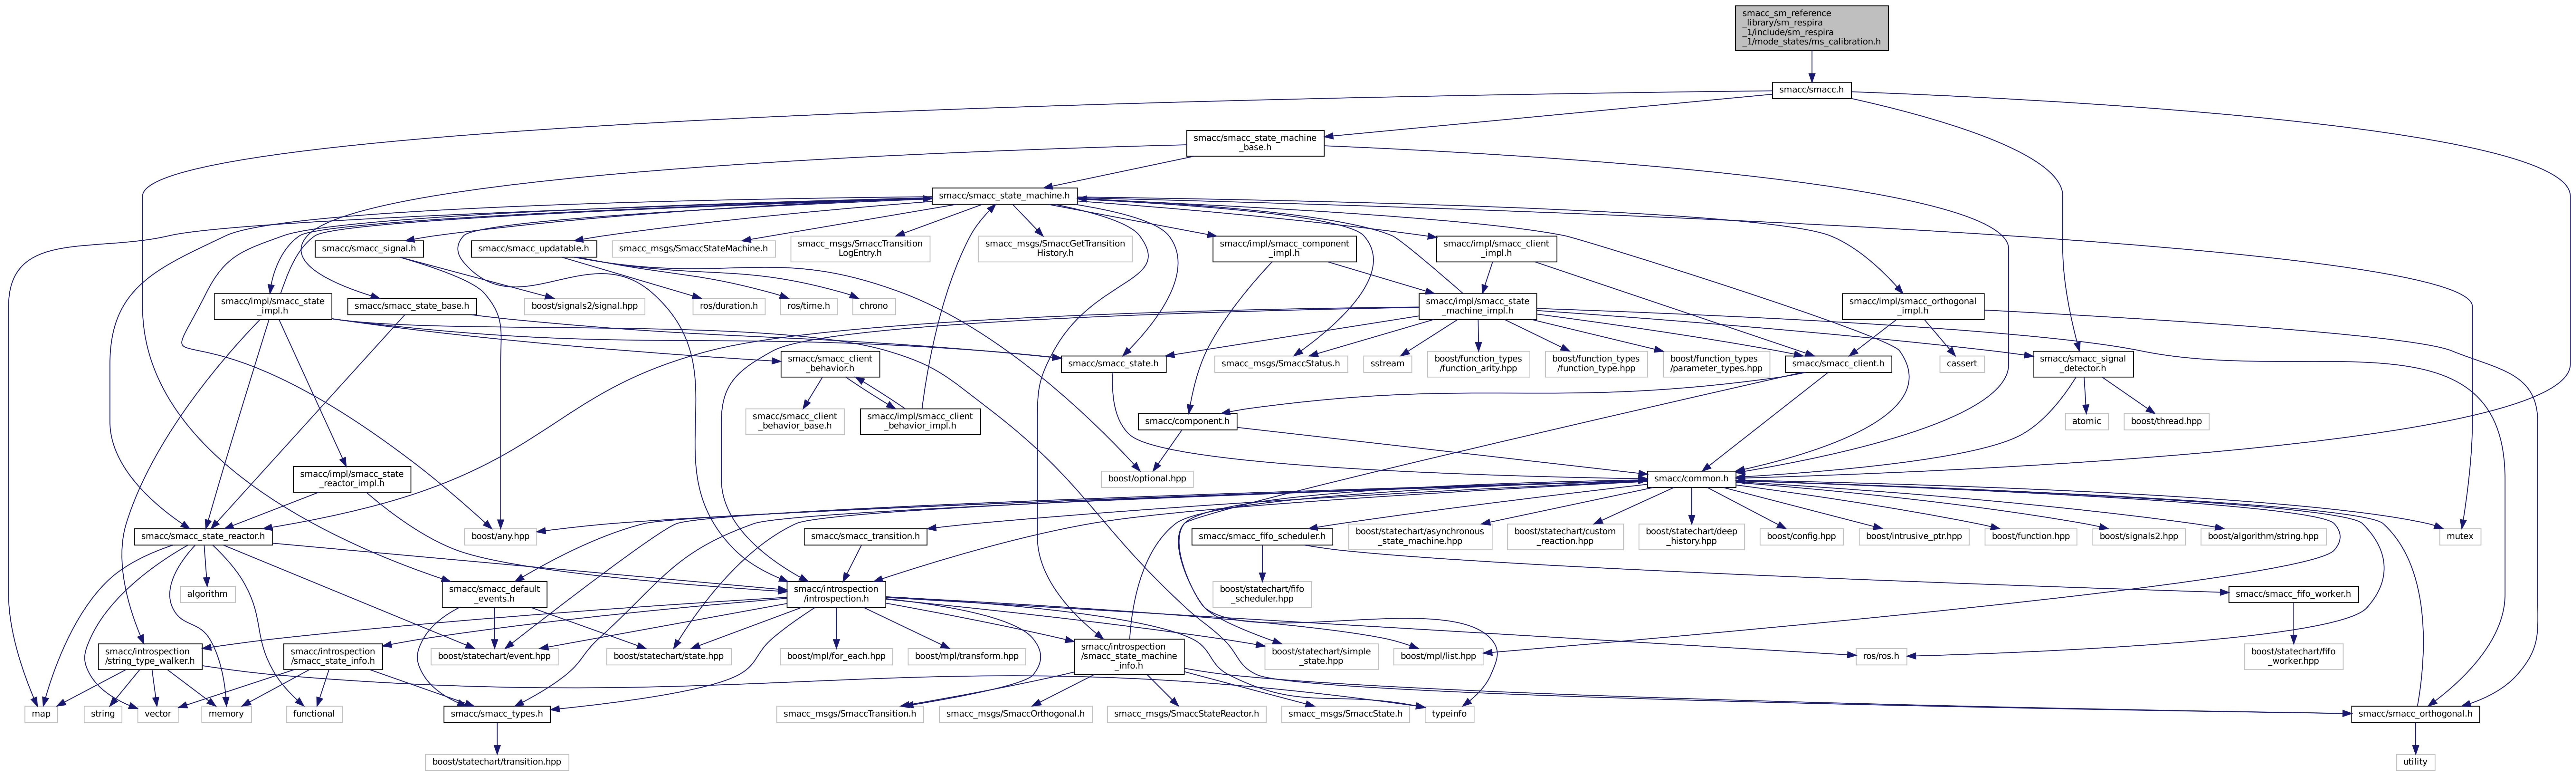 smacc_sm_reference
_library/sm_respira
_1/include/sm_respira
_1/mode_states/ms_calibration.h
smacc/smacc.h
smacc/smacc_state_machine
_base.h
smacc/smacc_state_machine.h
smacc/smacc_signal.h
smacc/smacc_updatable.h
smacc_msgs/SmaccStateMachine.h
smacc_msgs/SmaccTransition
LogEntry.h
smacc_msgs/SmaccGetTransition
History.h
smacc/impl/smacc_component
_impl.h
smacc/impl/smacc_client
_impl.h
smacc/impl/smacc_state
_impl.h
smacc/smacc_state_base.h
boost/signals2/signal.hpp
ros/duration.h
ros/time.h
chrono
smacc/impl/smacc_state
_machine_impl.h
smacc/impl/smacc_orthogonal
_impl.h
smacc/smacc_client
_behavior.h
smacc/smacc_state.h
smacc_msgs/SmaccStatus.h
sstream
boost/function_types
/function_arity.hpp
boost/function_types
/function_type.hpp
boost/function_types
/parameter_types.hpp
smacc/smacc_client.h
cassert
smacc/smacc_signal
_detector.h
smacc/smacc_client
_behavior_base.h
smacc/impl/smacc_client
_behavior_impl.h
smacc/component.h
atomic
boost/thread.hpp
smacc/impl/smacc_state
_reactor_impl.h
boost/optional.hpp
smacc/common.h
smacc/smacc_state_reactor.h
boost/any.hpp
smacc/smacc_transition.h
smacc/smacc_fifo_scheduler.h
boost/statechart/asynchronous
_state_machine.hpp
boost/statechart/custom
_reaction.hpp
boost/statechart/deep
_history.hpp
boost/config.hpp
boost/intrusive_ptr.hpp
boost/function.hpp
boost/signals2.hpp
boost/algorithm/string.hpp
mutex
algorithm
smacc/smacc_default
_events.h
smacc/introspection
/introspection.h
boost/statechart/fifo
_scheduler.hpp
smacc/smacc_fifo_worker.h
smacc/introspection
/string_type_walker.h
smacc/introspection
/smacc_state_info.h
boost/statechart/event.hpp
boost/statechart/state.hpp
boost/mpl/for_each.hpp
boost/mpl/transform.hpp
smacc/introspection
/smacc_state_machine
_info.h
boost/statechart/simple
_state.hpp
boost/mpl/list.hpp
ros/ros.h
boost/statechart/fifo
_worker.hpp
map
string
vector
memory
functional
smacc/smacc_types.h
smacc_msgs/SmaccTransition.h
smacc_msgs/SmaccOrthogonal.h
smacc_msgs/SmaccStateReactor.h
smacc_msgs/SmaccState.h
typeinfo
smacc/smacc_orthogonal.h
boost/statechart/transition.hpp
utility